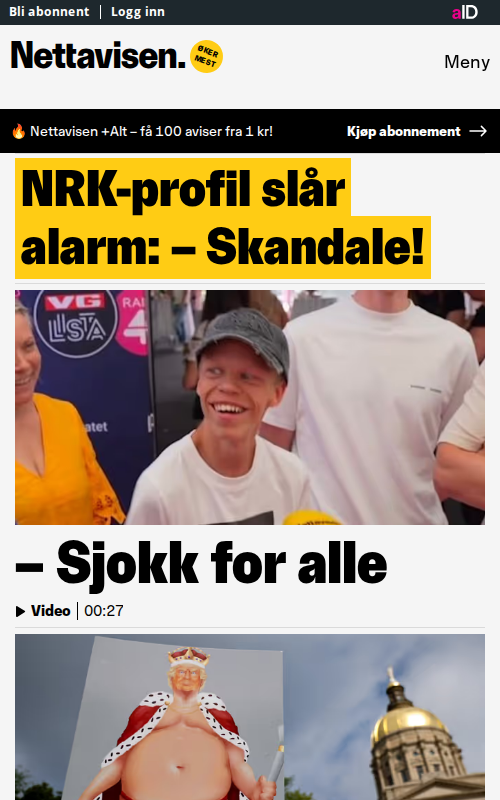 Bli abonnent | Logg inn
aID
Nettavisen.
ØKER
MEST
Meny
🔥 Nettavisen +Alt – få 100 aviser fra 1 kr!
Kjøp abonnement →
NRK-profil slår
alarm: – Skandale!
VG
LISTA
RA
4
atet
– Sjokk for alle
Video | 00:27